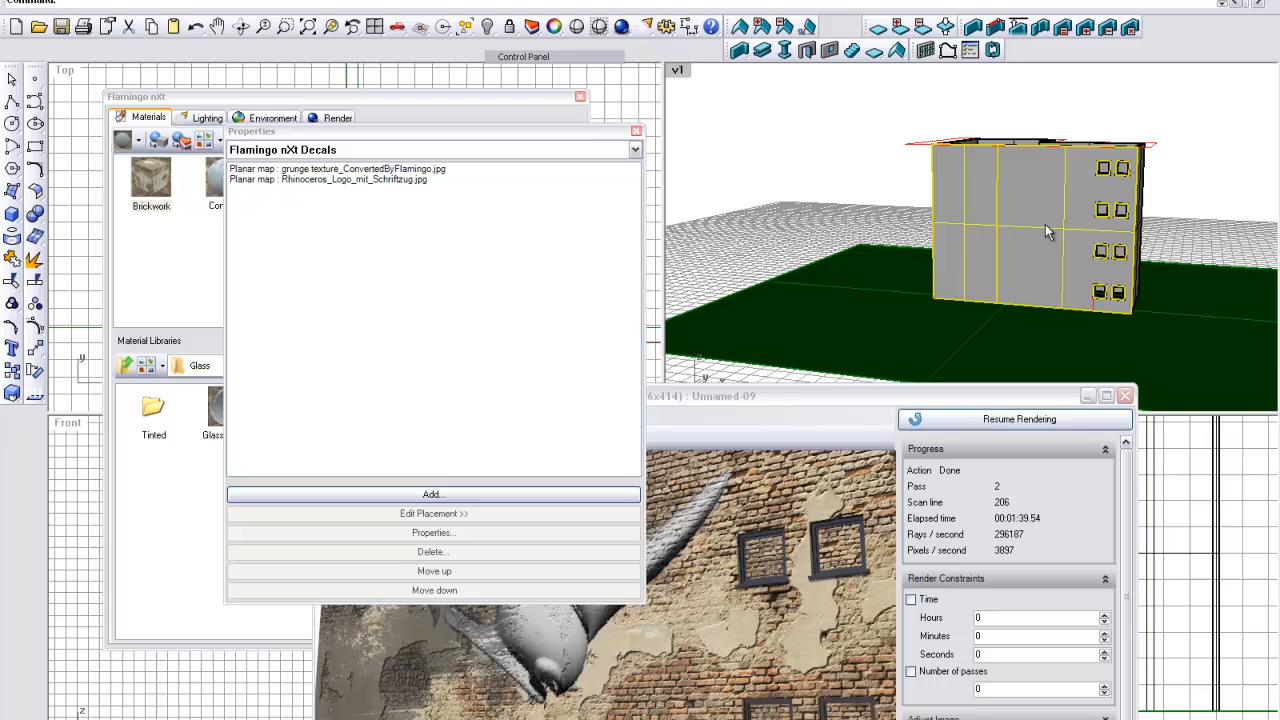 Command:
Control Panel
Top
v1
Flamingo nXt
Materials
Lighting
Environment
Render
Properties
Flamingo nXt Decals
Planar map : grunge texture_ConvertedByFlamingo.jpg
Planar map : Rhinoceros_Logo_mit_Schriftzug.jpg
Brickwork
Con
Material Libraries
Glass
Tinted
Glass
y
y
Front
z
Add...
Edit Placement >>
Properties...
Delete...
Move up
Move down
6x414) : Unnamed-09
Resume Rendering
Progress
Action Done
Pass 2
Scan line 206
Elapsed time 00:01:39.54
Rays / second 296187
Pixels / second 3897
Render Constraints
Time
Hours 0
Minutes 0
Seconds 0
Number of passes
0
Adjust Image